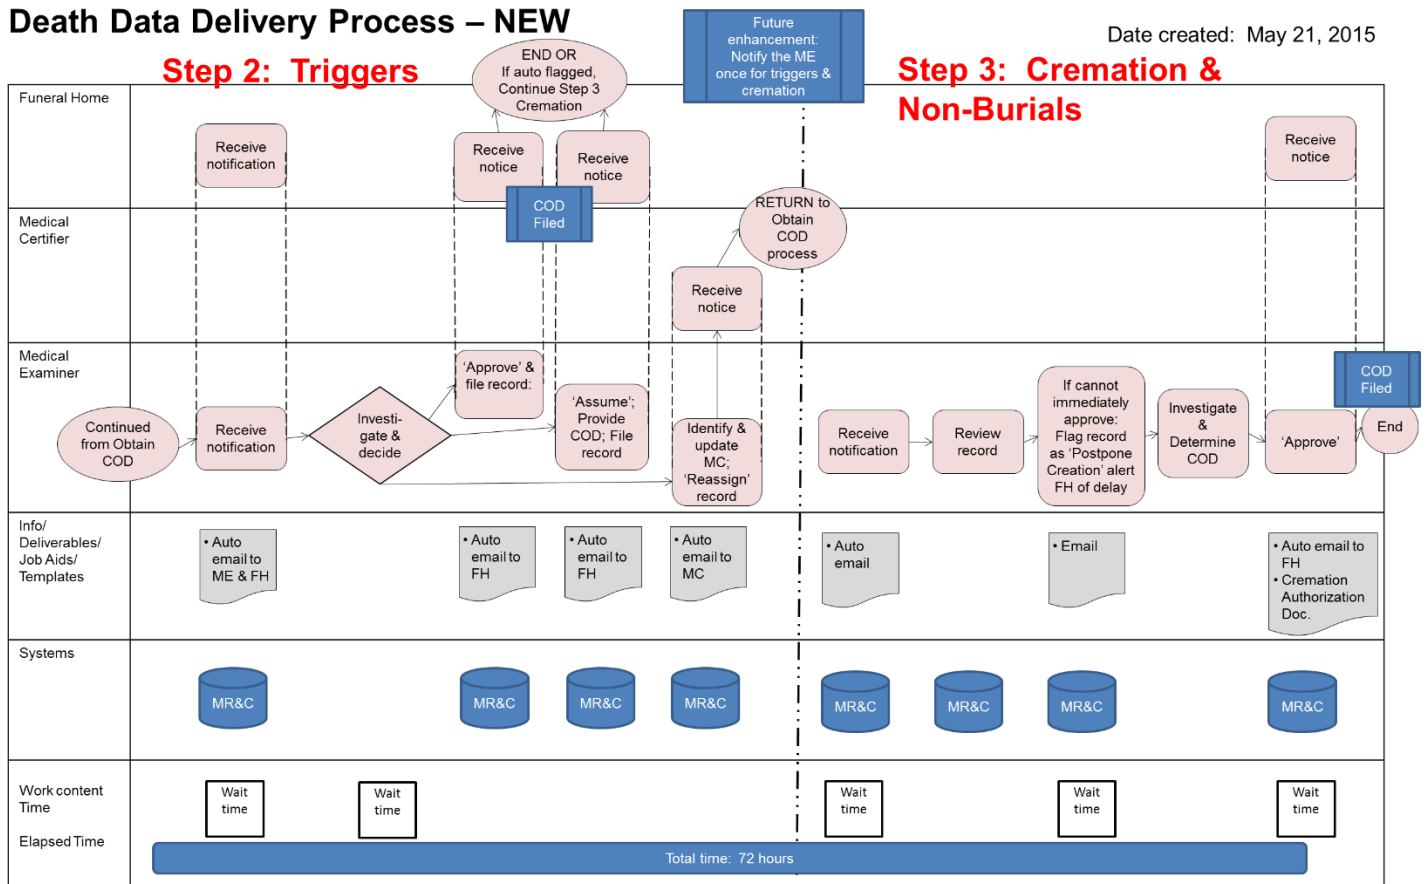 Death Data Delivery Process – NEW
Date created:  May 21, 2015
Step 2:  Triggers
END OR
If auto flagged,
Continue Step 3
Cremation
Future
enhancement:
Notify the ME
once for triggers &
cremation
Step 3:  Cremation &
Non-Burials
Funeral Home
Receive
notification
Receive
notice
Receive
notice
Receive
notice
COD
Filed
Medical
Certifier
RETURN to
Obtain
COD
process
Receive
notice
Medical
Examiner
Continued
from Obtain
COD
Receive
notification
Investi-
gate &
decide
‘Approve’ &
file record:
‘Assume’;
Provide
COD; File
record
Identify &
update
MC;
‘Reassign’
record
Receive
notification
Review
record
If cannot
immediately
approve:
Flag record
as ‘Postpone
Creation’ alert
FH of delay
Investigate
&
Determine
COD
‘Approve’
COD
Filed
End
Info/
Deliverables/
Job Aids/
Templates
• Auto
email to
ME & FH
• Auto
email to
FH
• Auto
email to
FH
• Auto
email to
MC
• Auto
email
• Email
• Auto email to
FH
• Cremation
Authorization
Doc.
Systems
MR&C
MR&C
MR&C
MR&C
MR&C
MR&C
MR&C
MR&C
Work content
Time
Wait
time
Wait
time
Wait
time
Wait
time
Wait
time
Elapsed Time
Total time:  72 hours